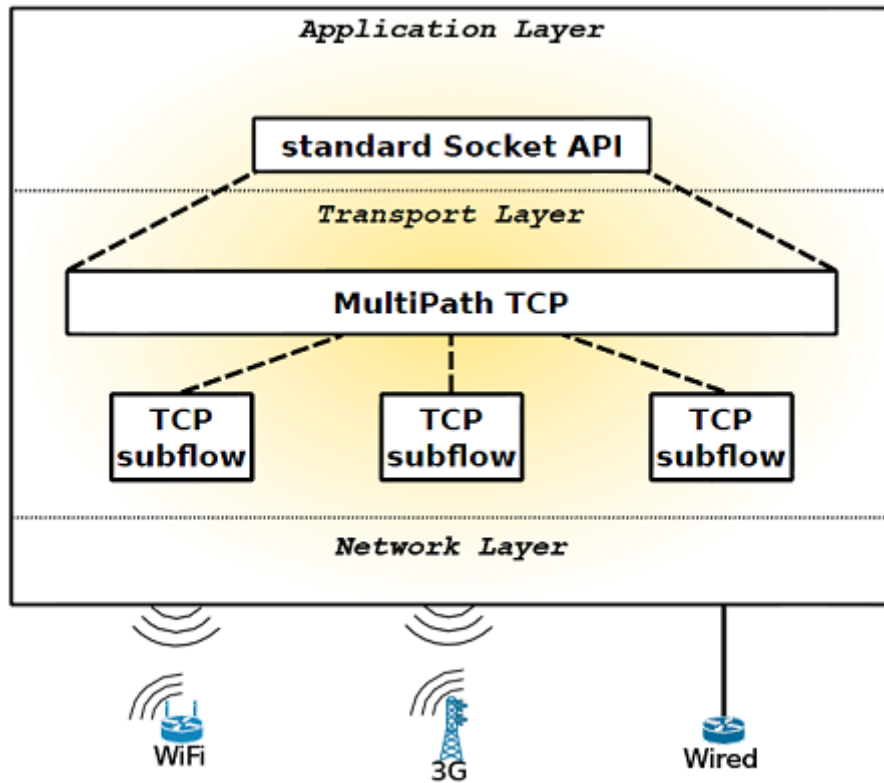 Application Layer
standard Socket API
Transport Layer
MultiPath TCP
TCP
subflow
TCP
subflow
TCP
subflow
Network Layer
WiFi
3G
Wired